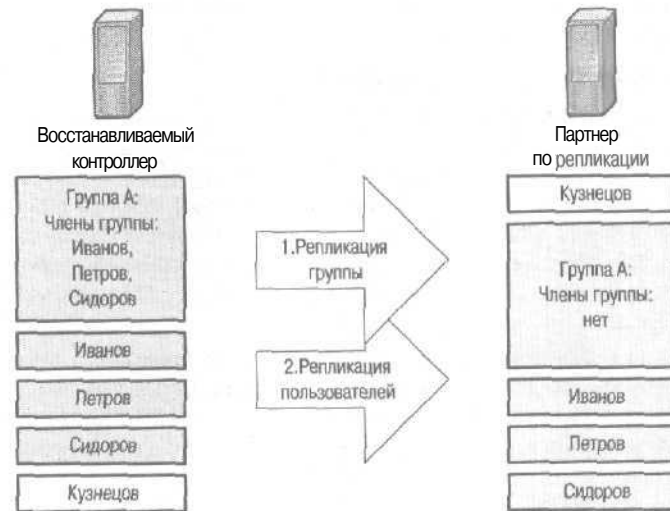 Восстанавливаемый
контроллер
Группа А:
Члены группы:
Иванов,
Петров,
Сидоров
Иванов
Петров
Сидоров
Кузнецов
1.Репликация
группы
2.Репликация
пользователей
Партнер
по репликации
Кузнецов
Группа А:
Члены группы:
нет
Иванов
Петров
Сидоров